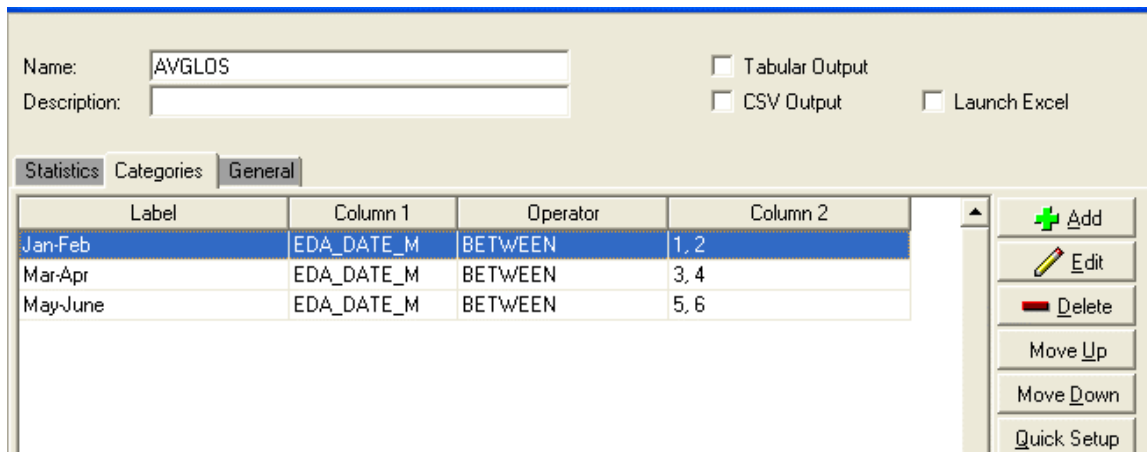 Name: AVGLOS Tabular Output
Description: CSV Output Launch Excel
Statistics Categories General
Label Column 1 Operator Column 2 Add
Jan-Feb EDA_DATE_M BETWEEN 1, 2
Mar-Apr EDA_DATE_M BETWEEN 3, 4 Edit
May-June EDA_DATE_M BETWEEN 5, 6 Delete
Move Up
Move Down
Quick Setup